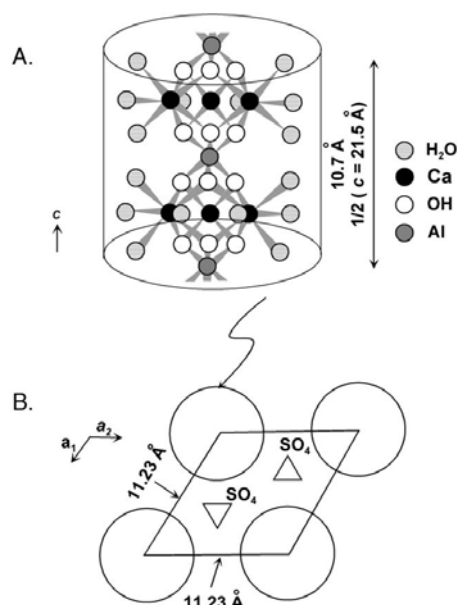 A.
c
10.7 Å
1/2 ( c = 21.5 Å)
H₂O
Ca
OH
Al
B.
a₁
a₂
11.23 Å
SO₄
SO₄
11.23 Å